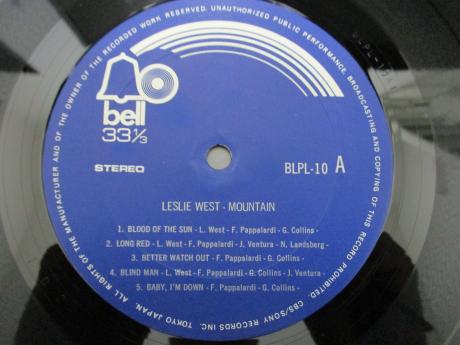 ALL RIGHTS OF THE MANUFACTURER AND OF THE OWNER OF THE RECORDED WORK RESERVED. UNAUTHORIZED PUBLIC PERFORMANCE, BROADCASTING AND COPYING OF THIS RECORD PROHIBITED. CBS/SONY RECORDS INC. TOKYO JAPAN.
bell
33 1/3
STEREO
BLPL-10 A
LESLIE WEST - MOUNTAIN
1. BLOOD OF THE SUN - L. West - F. Pappalardi - G. Collins -
2. LONG RED - L. West - F. Pappalardi - J. Ventura - N. Landsberg -
3. BETTER WATCH OUT - F. Pappalardi - G. Collins -
4. BLIND MAN - L. West - F. Pappalardi - G. Collins - J. Ventura -
5. BABY, I'M DOWN - F. Pappalardi - G. Collins -